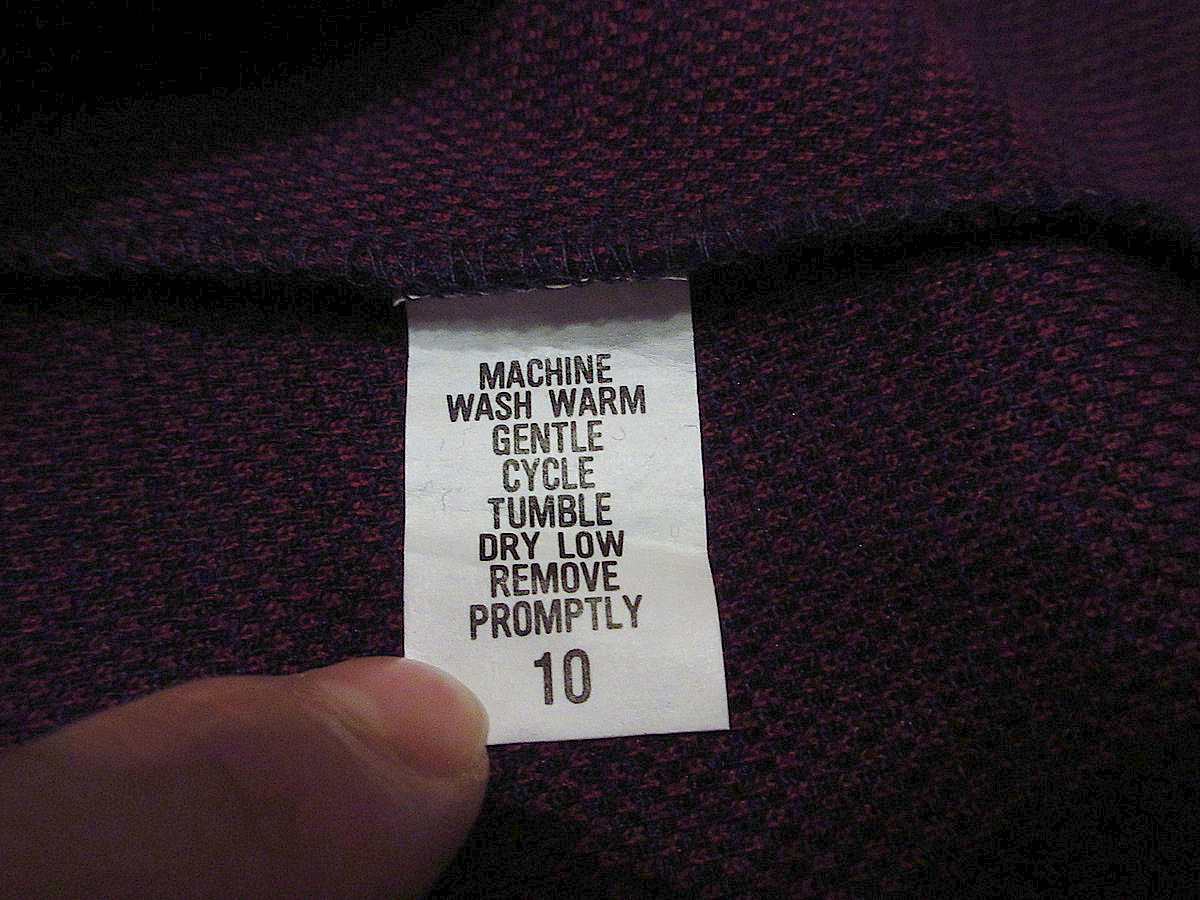 MACHINE
WASH WARM
GENTLE
CYCLE
TUMBLE
DRY LOW
REMOVE
PROMPTLY
10